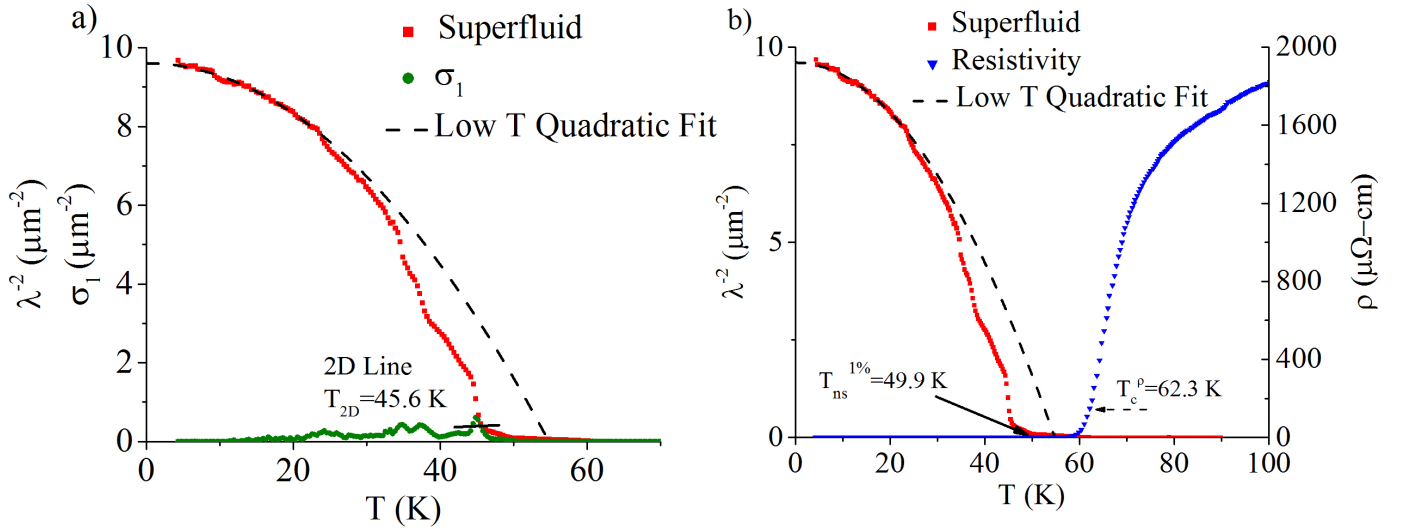 a)
Superfluid
σ₁
Low T Quadratic Fit
10
8
6
4
2
0
λ⁻² (μm⁻²)
σ₁ (μm⁻²)
2D Line
T₂D=45.6 K
0
20
40
60
T (K)
b)
Superfluid
Resistivity
Low T Quadratic Fit
10
5
0
λ⁻² (μm⁻²)
2000
1600
1200
800
400
0
ρ (μΩ–cm)
Tₙₛ¹%=49.9 K
T꜀ᵖ=62.3 K
0
20
40
60
80
100
T (K)